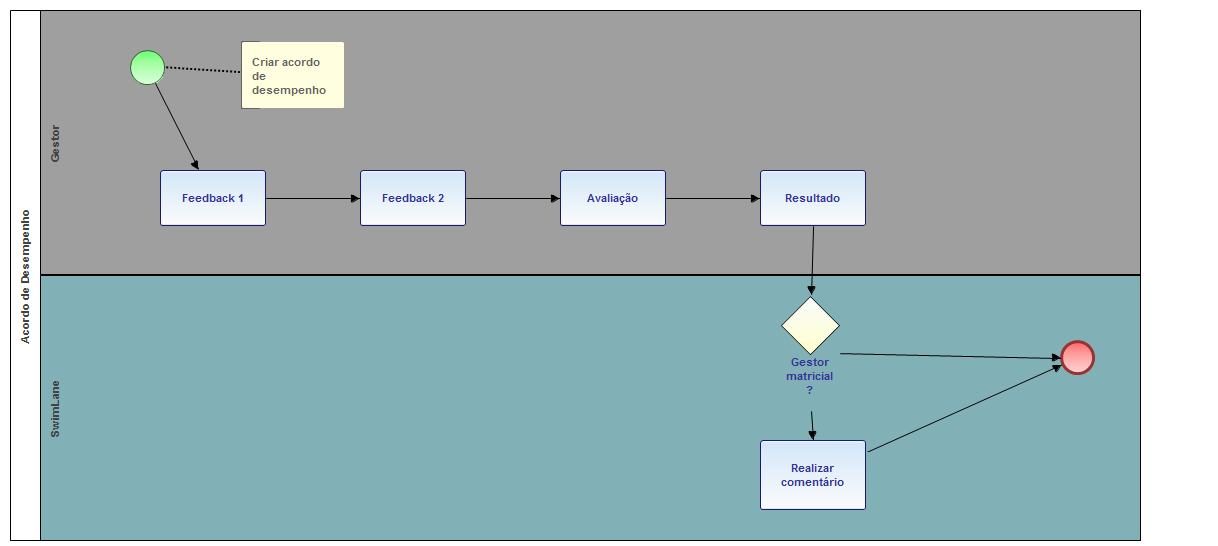 Acordo de Desempenho
Gestor
Criar acordo
de
desempenho
Feedback 1
Feedback 2
Avaliação
Resultado
SwimLane
Gestor
matricial
?
Realizar
comentário